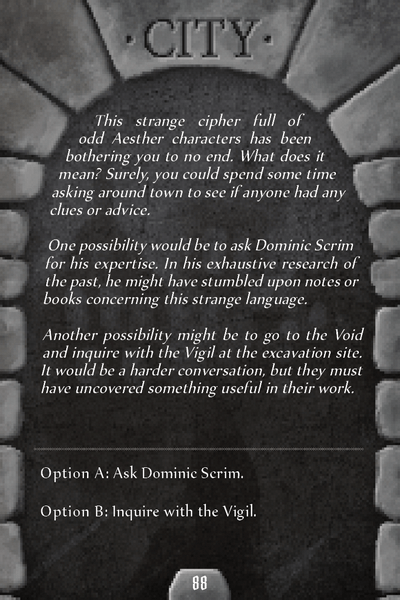 · CITY ·
This strange cipher full of
odd Aesther characters has been
bothering you to no end. What does it
mean? Surely, you could spend some time
asking around town to see if anyone had any
clues or advice.
One possibility would be to ask Dominic Scrim
for his expertise. In his exhaustive research of
the past, he might have stumbled upon notes or
books concerning this strange language.
Another possibility might be to go to the Void
and inquire with the Vigil at the excavation site.
It would be a harder conversation, but they must
have uncovered something useful in their work.
Option A: Ask Dominic Scrim.
Option B: Inquire with the Vigil.
88